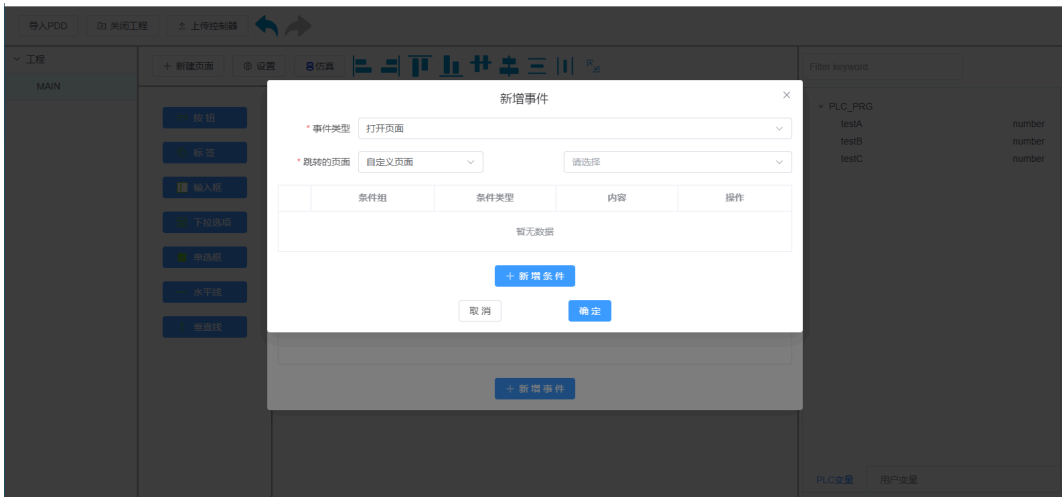 导入PDD 关闭工程 上传控制器
工程
MAIN
+ 新建页面 设置 仿真
Filter keyword
按钮
标签
输入框
下拉选项
单选框
水平线
垂直线
新增事件 ×
* 事件类型 打开页面
* 跳转的页面 自定义页面 请选择
条件组 条件类型 内容 操作
暂无数据
+ 新增条件
取消 确定
+ 新增事件
PLC_PRG
testA number
testB number
testC number
PLC变量 用户变量